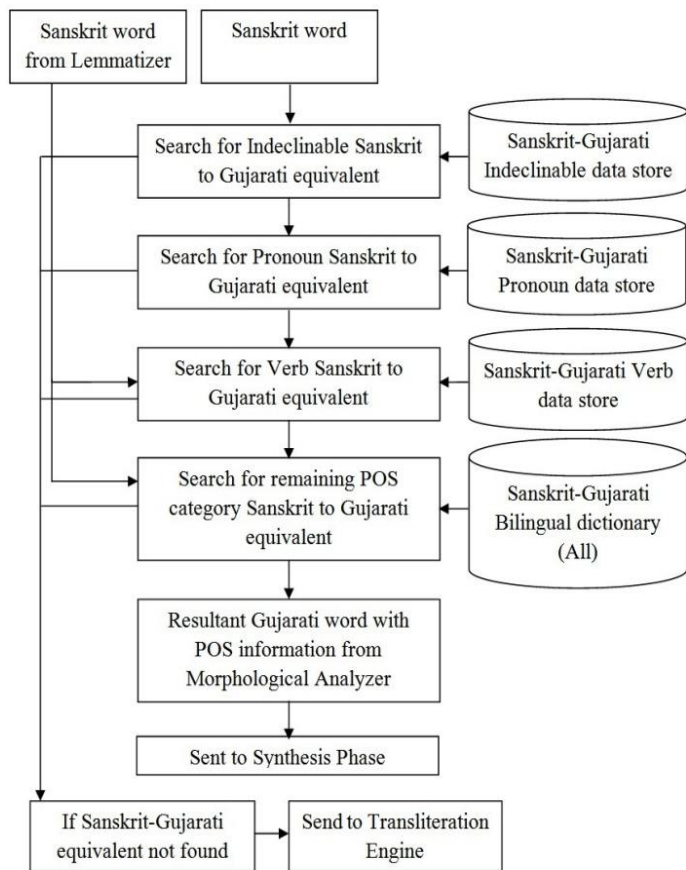 Sanskrit word
from Lemmatizer
Sanskrit word
Search for Indeclinable Sanskrit
to Gujarati equivalent
Sanskrit-Gujarati
Indeclinable data store
Search for Pronoun Sanskrit to
Gujarati equivalent
Sanskrit-Gujarati
Pronoun data store
Search for Verb Sanskrit to
Gujarati equivalent
Sanskrit-Gujarati Verb
data store
Search for remaining POS
category Sanskrit to Gujarati
equivalent
Sanskrit-Gujarati
Bilingual dictionary
(All)
Resultant Gujarati word with
POS information from
Morphological Analyzer
Sent to Synthesis Phase
If Sanskrit-Gujarati
equivalent not found
Send to Transliteration
Engine